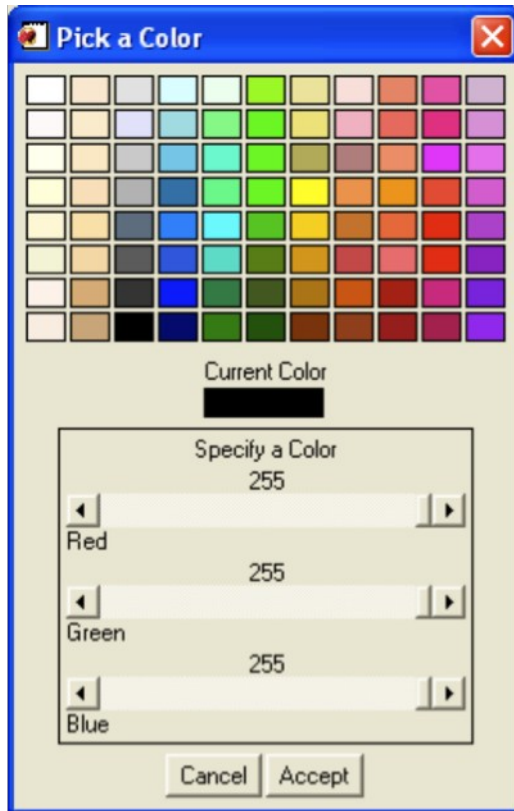 Pick a Color
Current Color
Specify a Color
255
Red
255
Green
255
Blue
Cancel Accept